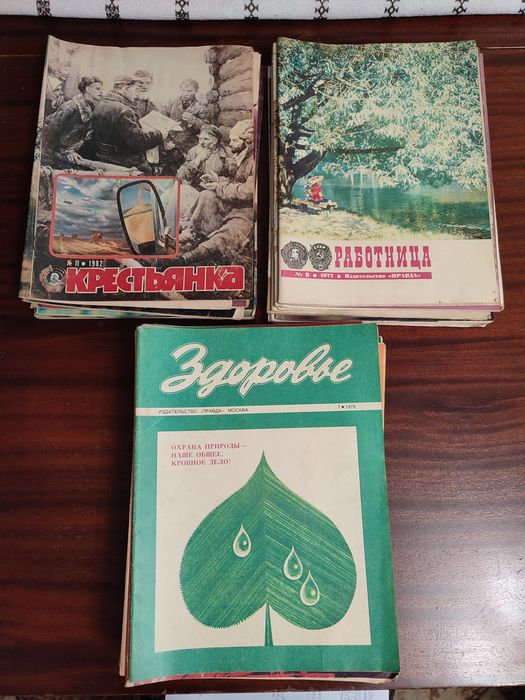 № 11 • 1982
КРЕСТЬЯНКА
СССР
РАБОТНИЦА
№ 8 • 1977 • Издательство «ПРАВДА»
Здоровье
ИЗДАТЕЛЬСТВО «ПРАВДА» МОСКВА
7 • 1976
ОХРАНА ПРИРОДЫ—
НАШЕ ОБЩЕЕ,
КРОВНОЕ ДЕЛО!